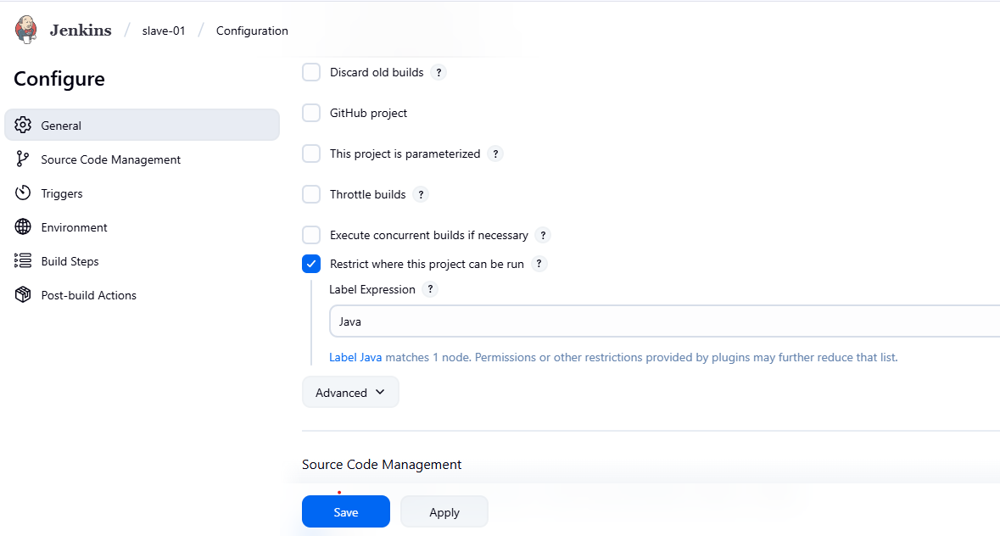 Jenkins / slave-01 / Configuration
Configure
General
Source Code Management
Triggers
Environment
Build Steps
Post-build Actions
Discard old builds ?
GitHub project
This project is parameterized ?
Throttle builds ?
Execute concurrent builds if necessary ?
Restrict where this project can be run ?
Label Expression ?
Java
Label Java matches 1 node. Permissions or other restrictions provided by plugins may further reduce that list.
Advanced
Source Code Management
Save Apply